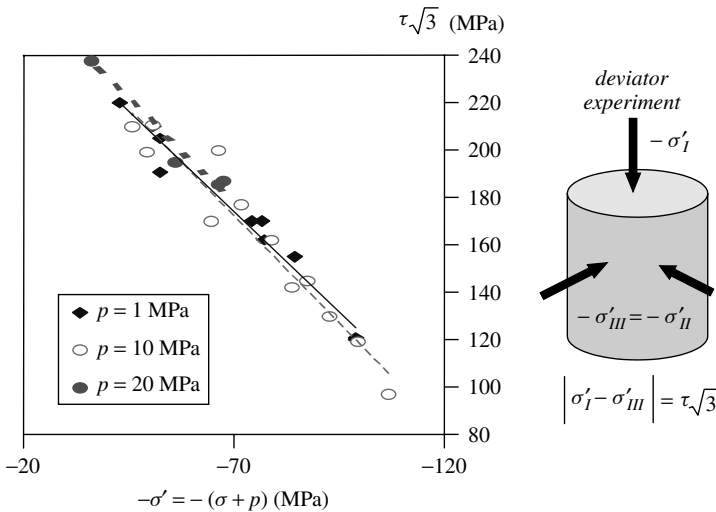 τ√3 (MPa)
240
220
200
180
160
140
120
100
80
−20
−70
−120
−σ′ = − (σ + p) (MPa)
p = 1 MPa
p = 10 MPa
p = 20 MPa
deviator
experiment
− σ′I
− σ′III = − σ′II
|σ′I − σ′III| = τ√3